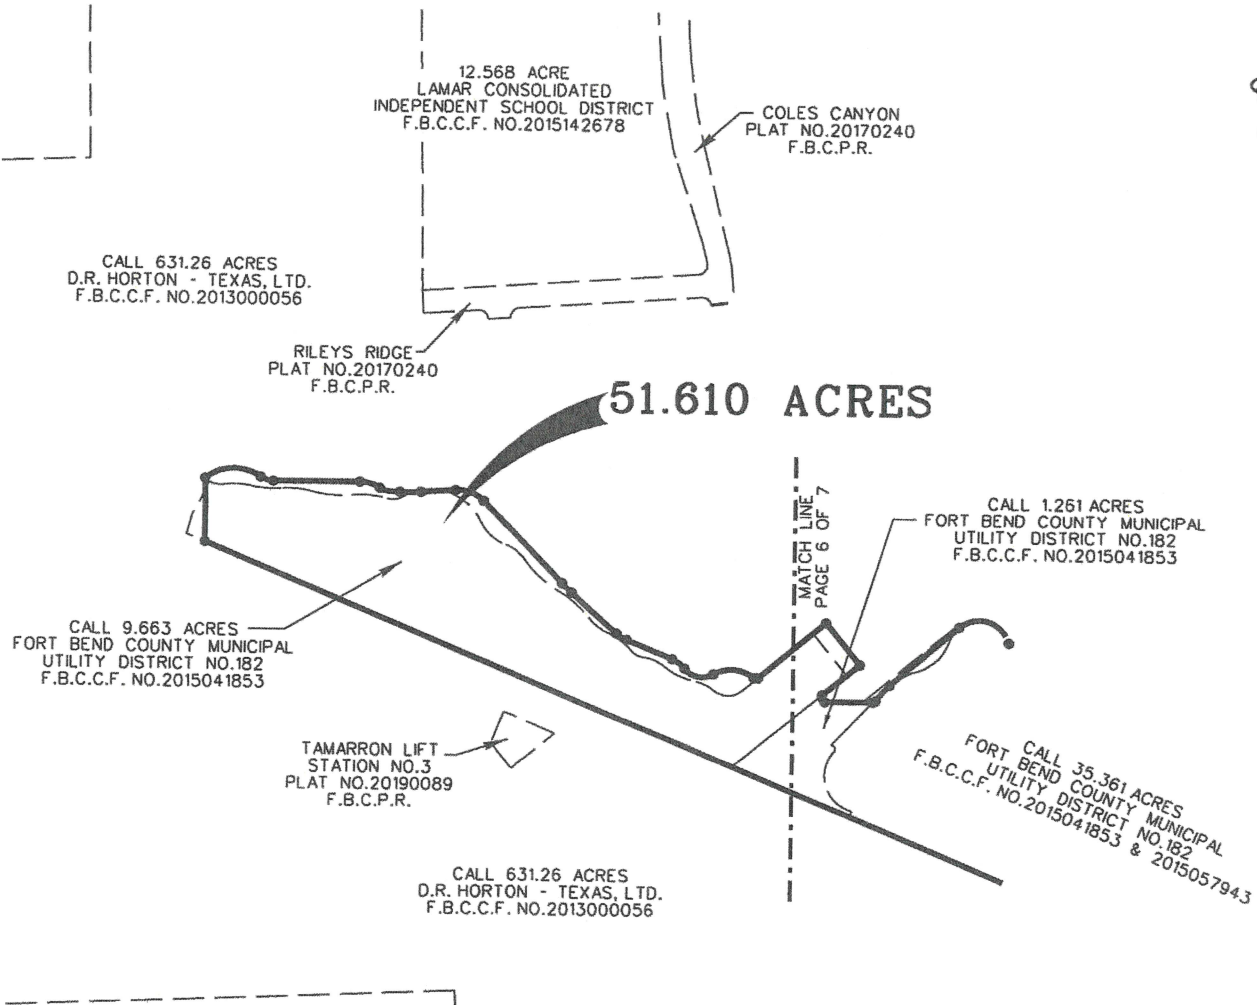 12.568 ACRE
LAMAR CONSOLIDATED
INDEPENDENT SCHOOL DISTRICT
F.B.C.C.F. NO.2015142678
COLES CANYON
PLAT NO.20170240
F.B.C.P.R.
CALL 631.26 ACRES
D.R. HORTON - TEXAS, LTD.
F.B.C.C.F. NO.2013000056
RILEYS RIDGE
PLAT NO.20170240
F.B.C.P.R.
51.610 ACRES
MATCH LINE
PAGE 6 OF 7
CALL 1.261 ACRES
FORT BEND COUNTY MUNICIPAL
UTILITY DISTRICT NO.182
F.B.C.C.F. NO.2015041853
CALL 9.663 ACRES
FORT BEND COUNTY MUNICIPAL
UTILITY DISTRICT NO.182
F.B.C.C.F. NO.2015041853
TAMARRON LIFT
STATION NO.3
PLAT NO.20190089
F.B.C.P.R.
CALL 35.361 ACRES
FORT BEND COUNTY MUNICIPAL
UTILITY DISTRICT NO.182
F.B.C.C.F. NO.2015041853 & 2015057943
CALL 631.26 ACRES
D.R. HORTON - TEXAS, LTD.
F.B.C.C.F. NO.2013000056